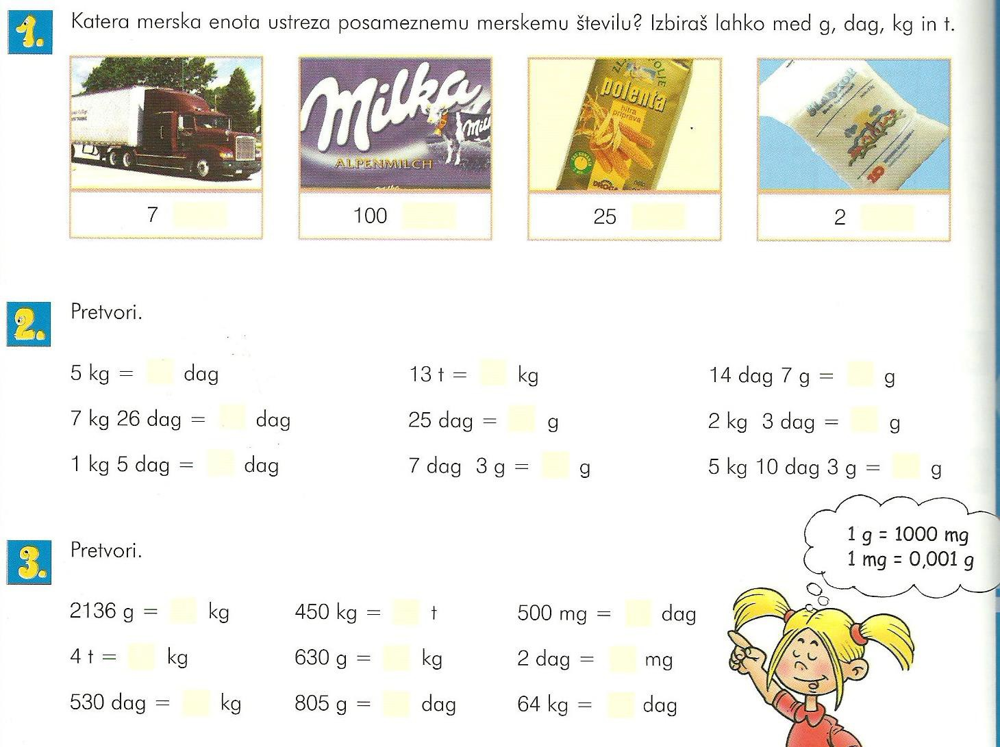 1. Katera merska enota ustreza posameznemu merskemu številu? Izbiraš lahko med g, dag, kg in t.
Milka
Mil
ALPENMILCH
polenta
hitra
priprava
DROGA
neto
7
100
25
2
2. Pretvori.
5 kg = dag
13 t = kg
14 dag 7 g = g
7 kg 26 dag = dag
25 dag = g
2 kg 3 dag = g
1 kg 5 dag = dag
7 dag 3 g = g
5 kg 10 dag 3 g = g
1 g = 1000 mg
1 mg = 0,001 g
3. Pretvori.
2136 g = kg
450 kg = t
500 mg = dag
4 t = kg
630 g = kg
2 dag = mg
530 dag = kg
805 g = dag
64 kg = dag